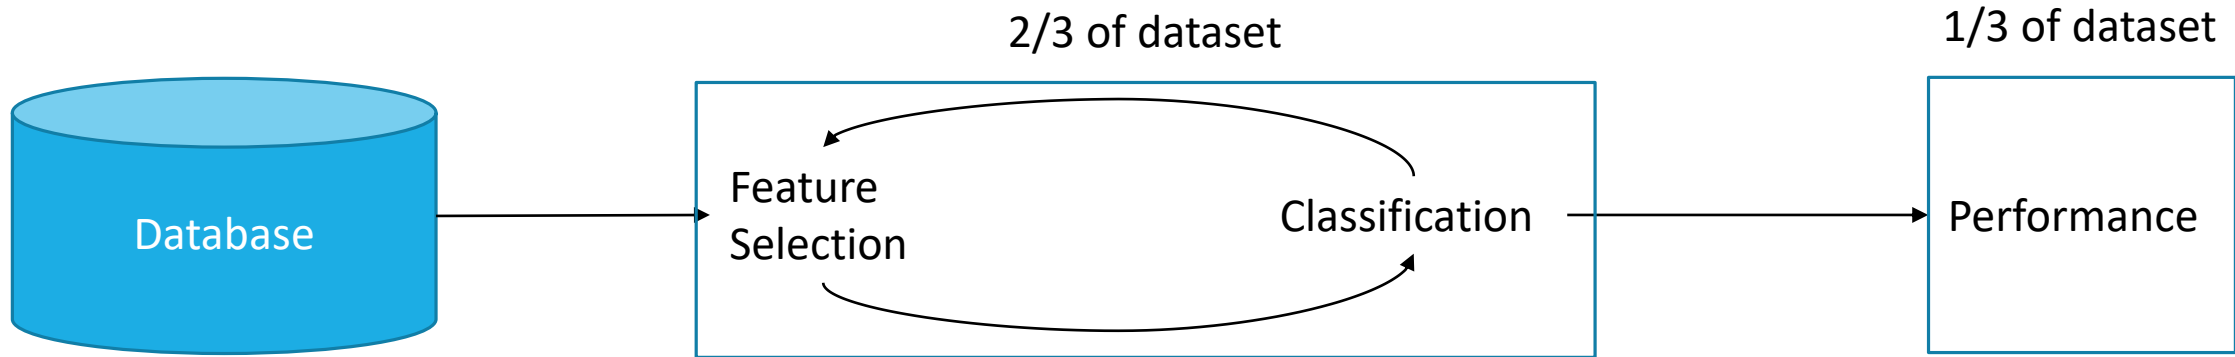 2/3 of dataset
1/3 of dataset
Database
Feature
Selection
Classification
Performance